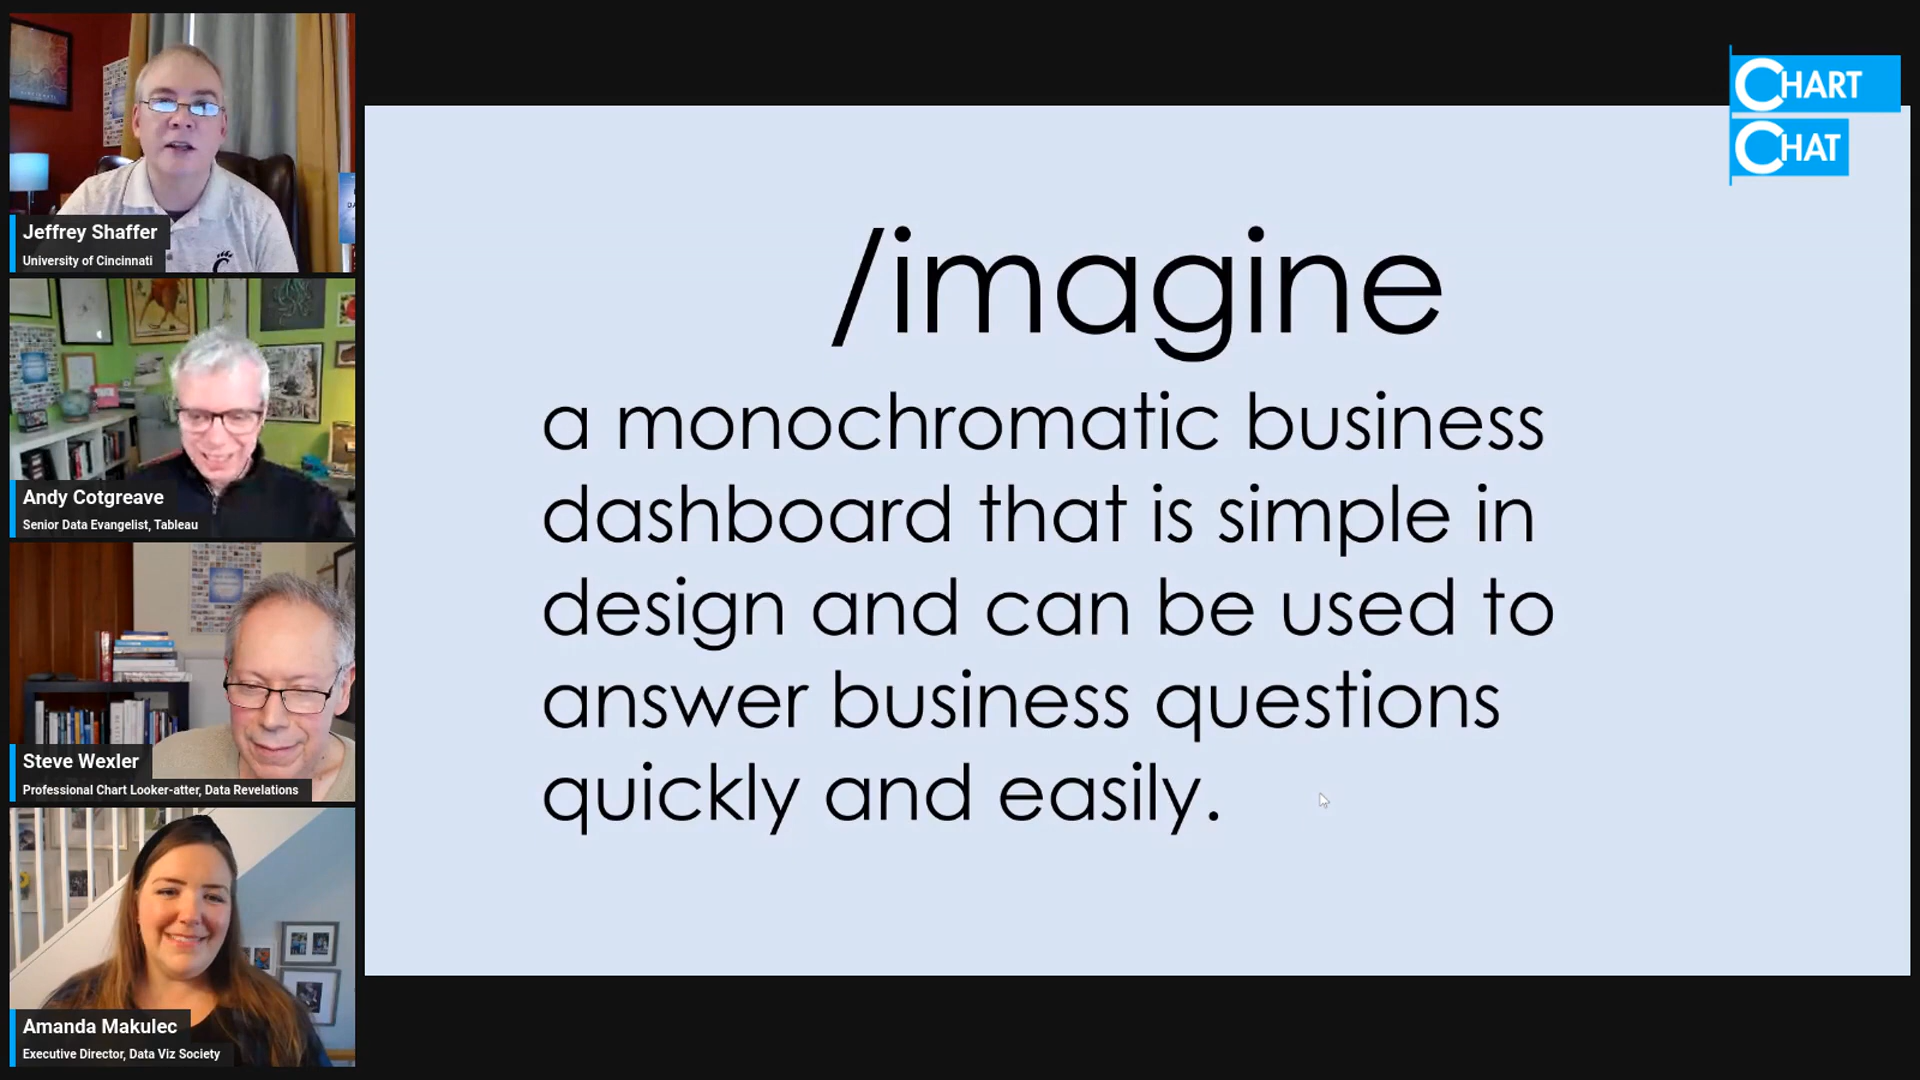 Jeffrey Shaffer
University of Cincinnati
Andy Cotgreave
Senior Data Evangelist, Tableau
Steve Wexler
Professional Chart Looker-atter, Data Revelations
Amanda Makulec
Executive Director, Data Viz Society
CHART
CHAT
/imagine
a monochromatic business
dashboard that is simple in
design and can be used to
answer business questions
quickly and easily.